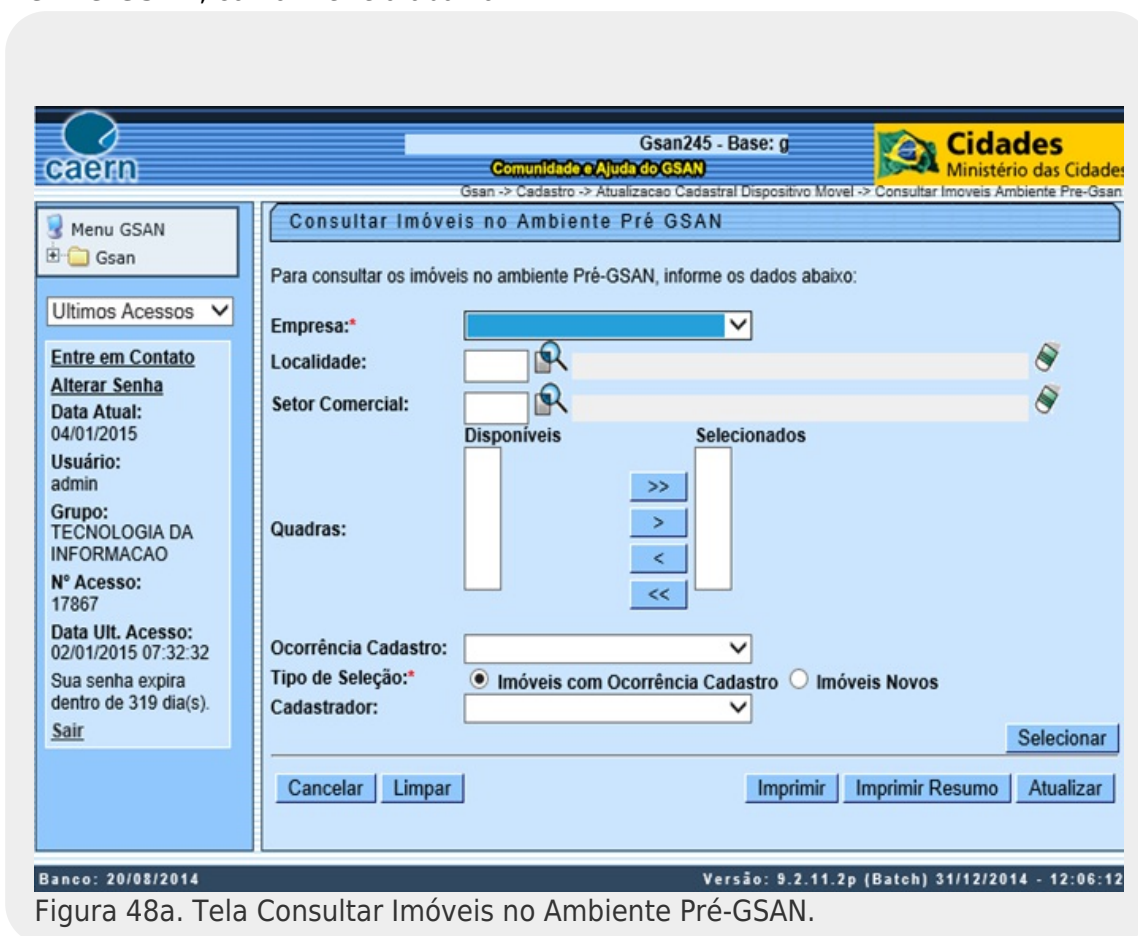 caern
Gsan245 - Base: g
Comunidade e Ajuda do GSAN
Cidades
Ministério das Cidades
Gsan -> Cadastro -> Atualizacao Cadastral Dispositivo Movel -> Consultar Imoveis Ambiente Pre-Gsan
Menu GSAN
Gsan
Ultimos Acessos
Entre em Contato
Alterar Senha
Data Atual:
04/01/2015
Usuário:
admin
Grupo:
TECNOLOGIA DA
INFORMACAO
Nº Acesso:
17867
Data Ult. Acesso:
02/01/2015 07:32:32
Sua senha expira
dentro de 319 dia(s).
Sair
Consultar Imóveis no Ambiente Pré GSAN
Para consultar os imóveis no ambiente Pré-GSAN, informe os dados abaixo:
Empresa:*
Localidade:
Setor Comercial:
Disponíveis Selecionados
>>
>
Quadras:
<
<<
Ocorrência Cadastro:
Tipo de Seleção:* Imóveis com Ocorrência Cadastro Imóveis Novos
Cadastrador:
Selecionar
Cancelar Limpar Imprimir Imprimir Resumo Atualizar
Banco: 20/08/2014 Versão: 9.2.11.2p (Batch) 31/12/2014 - 12:06:12
Figura 48a. Tela Consultar Imóveis no Ambiente Pré-GSAN.